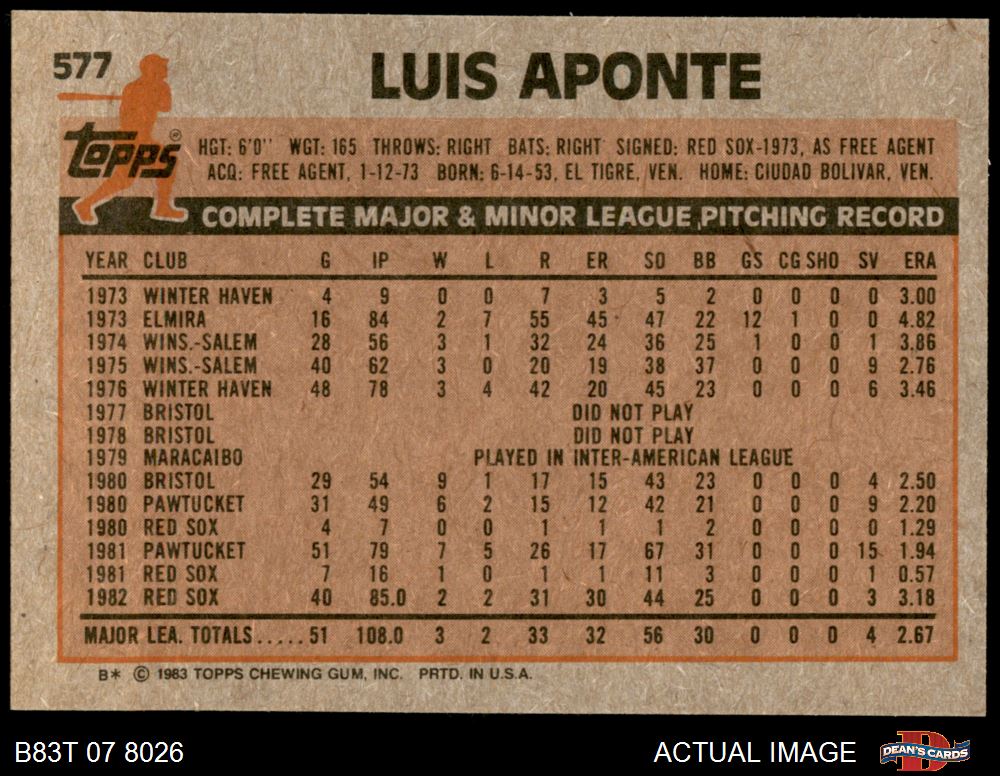 577
LUIS APONTE
topps®
HGT: 6'0" WGT: 165 THROWS: RIGHT BATS: RIGHT SIGNED: RED SOX-1973, AS FREE AGENT
ACQ: FREE AGENT, 1-12-73 BORN: 6-14-53, EL TIGRE, VEN. HOME: CIUDAD BOLIVAR, VEN.
COMPLETE MAJOR & MINOR LEAGUE PITCHING RECORD
YEAR CLUB G IP W L R ER SO BB GS CG SHO SV ERA
1973 WINTER HAVEN 4 9 0 0 7 3 5 2 0 0 0 0 3.00
1973 ELMIRA 16 84 2 7 55 45 47 22 12 1 0 0 4.82
1974 WINS.-SALEM 28 56 3 1 32 24 36 25 1 0 0 1 3.86
1975 WINS.-SALEM 40 62 3 0 20 19 38 37 0 0 0 9 2.76
1976 WINTER HAVEN 48 78 3 4 42 20 45 23 0 0 0 6 3.46
1977 BRISTOL DID NOT PLAY
1978 BRISTOL DID NOT PLAY
1979 MARACAIBO PLAYED IN INTER-AMERICAN LEAGUE
1980 BRISTOL 29 54 9 1 17 15 43 23 0 0 0 4 2.50
1980 PAWTUCKET 31 49 6 2 15 12 42 21 0 0 0 9 2.20
1980 RED SOX 4 7 0 0 1 1 1 2 0 0 0 0 1.29
1981 PAWTUCKET 51 79 7 5 26 17 67 31 0 0 0 15 1.94
1981 RED SOX 7 16 1 0 1 1 11 3 0 0 0 1 0.57
1982 RED SOX 40 85.0 2 2 31 30 44 25 0 0 0 3 3.18
MAJOR LEA. TOTALS.....51 108.0 3 2 33 32 56 30 0 0 0 4 2.67
B* © 1983 TOPPS CHEWING GUM, INC. PRTD. IN U.S.A.
B83T 07 8026
ACTUAL IMAGE
D
DEAN'S CARDS